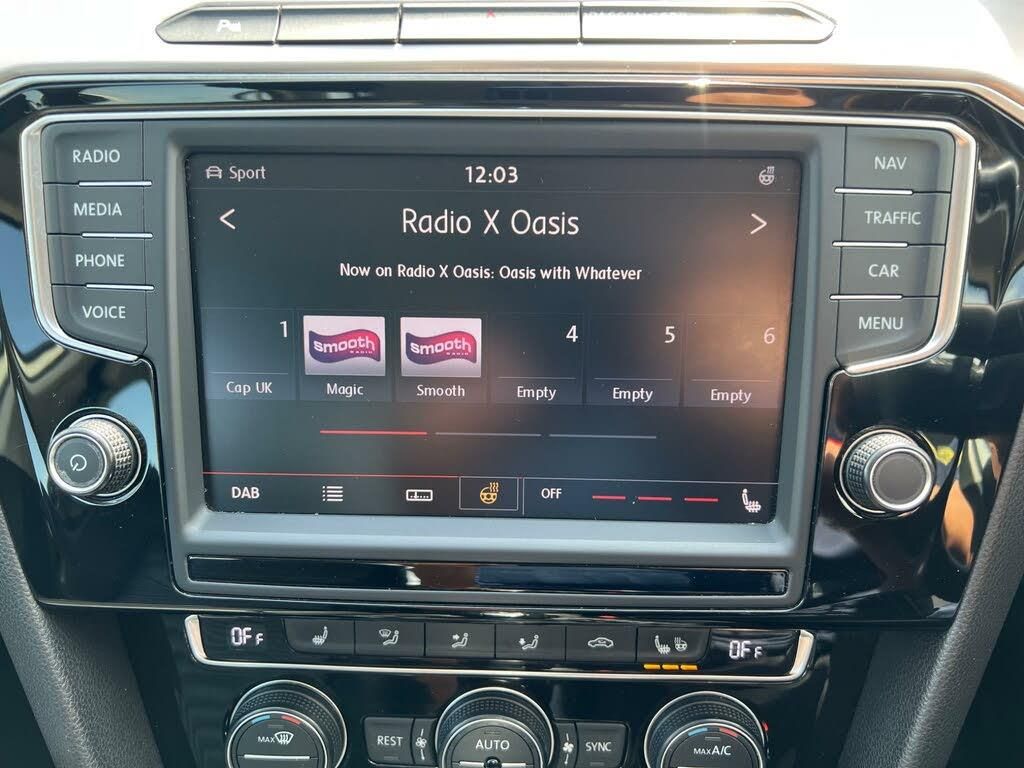 RADIO
MEDIA
PHONE
VOICE
NAV
TRAFFIC
CAR
MENU
Sport 12:03
< Radio X Oasis >
Now on Radio X Oasis: Oasis with Whatever
1 smooth RADIO smooth RADIO 4 5 6
Cap UK Magic Smooth Empty Empty Empty
DAB OFF
OFF OFF
MAX REST AUTO SYNC MAX A/C